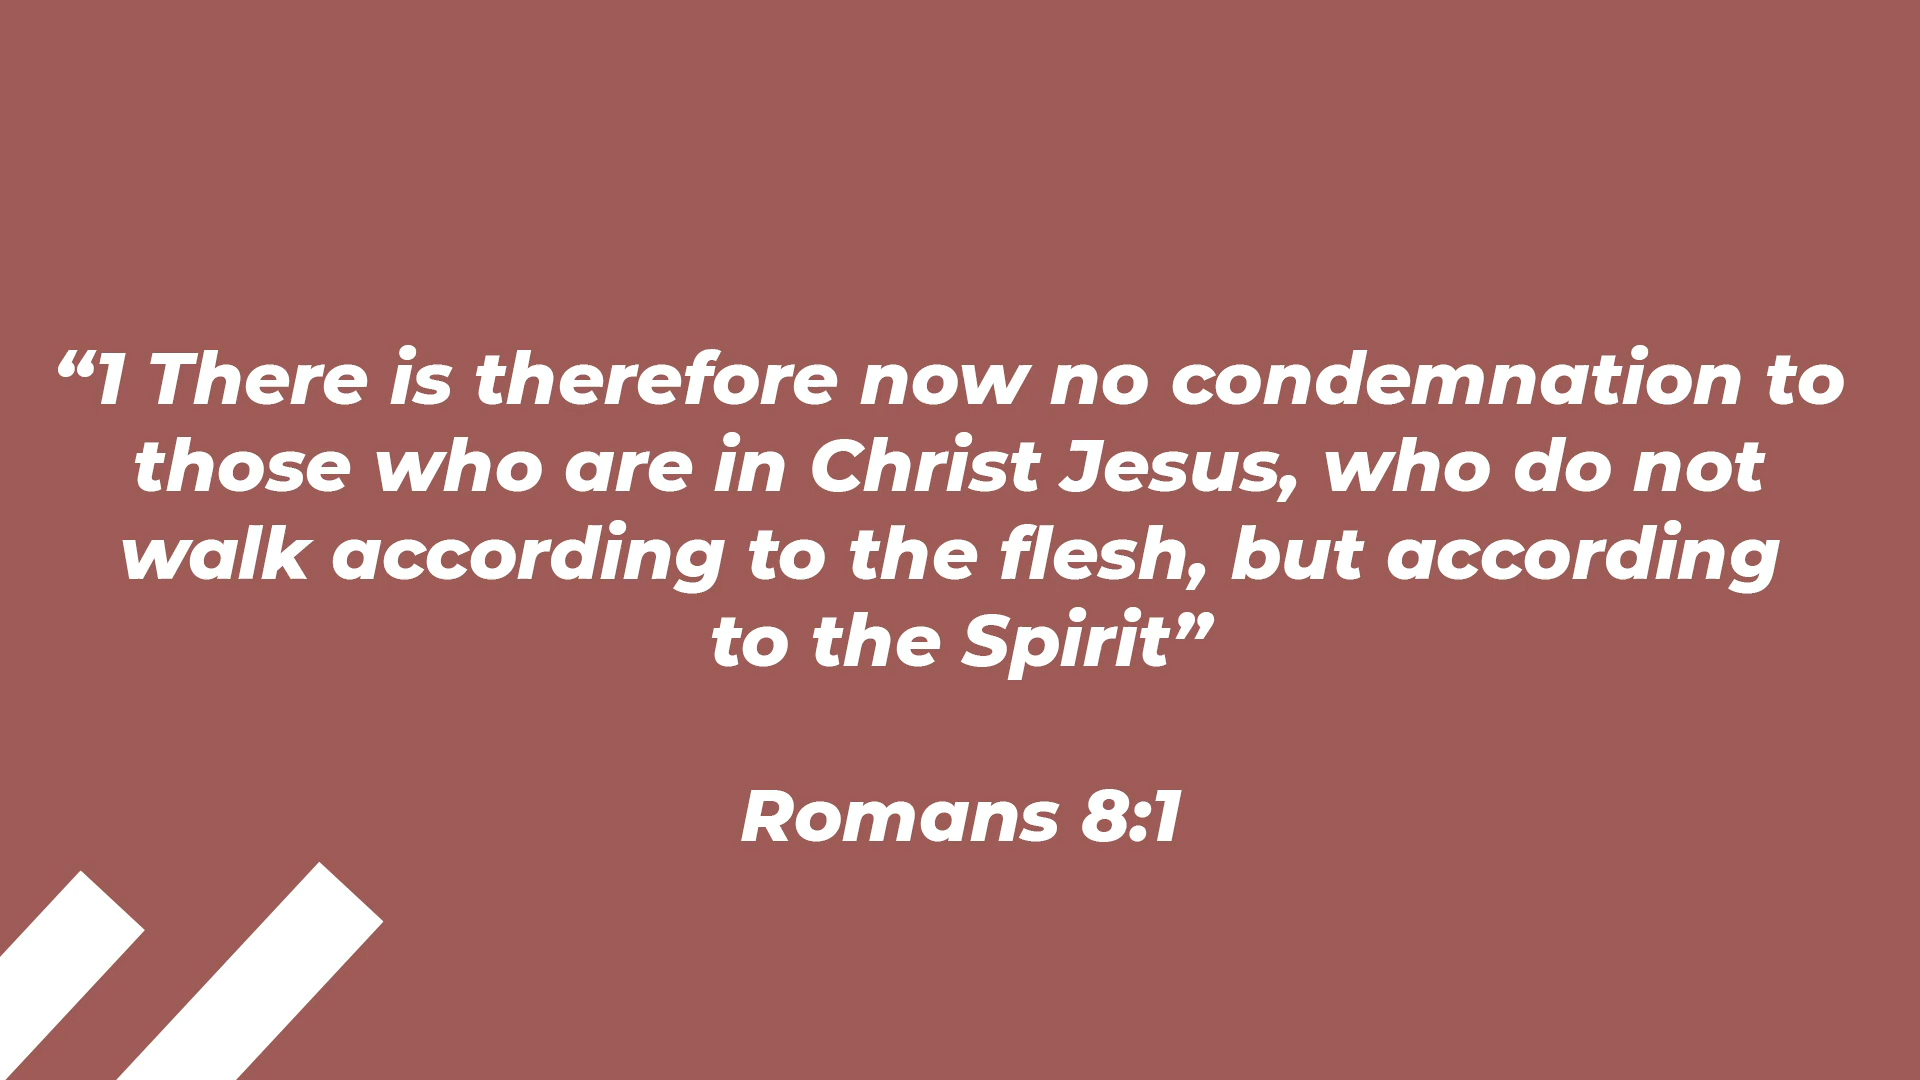 “1 There is therefore now no condemnation to
those who are in Christ Jesus, who do not
walk according to the flesh, but according
to the Spirit”
Romans 8:1